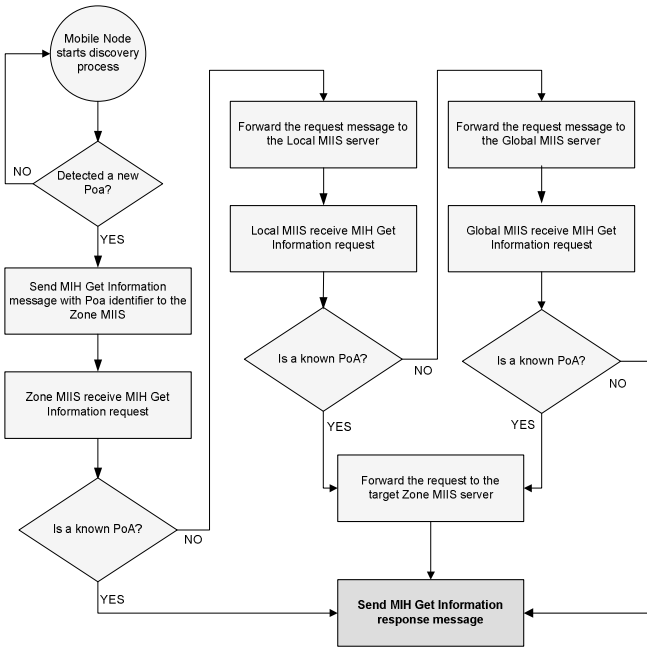 Mobile Node
starts discovery
process
NO
Detected a new
Poa?
YES
Send MIH Get Information
message with Poa identifier to the
Zone MIIS
Zone MIIS receive MIH Get
Information request
Is a known PoA?
NO
YES
Forward the request message to
the Local MIIS server
Local MIIS receive MIH Get
Information request
Is a known PoA?
NO
YES
Forward the request message to
the Global MIIS server
Global MIIS receive MIH Get
Information request
Is a known PoA?
NO
YES
Forward the request to the
target Zone MIIS server
Send MIH Get Information
response message